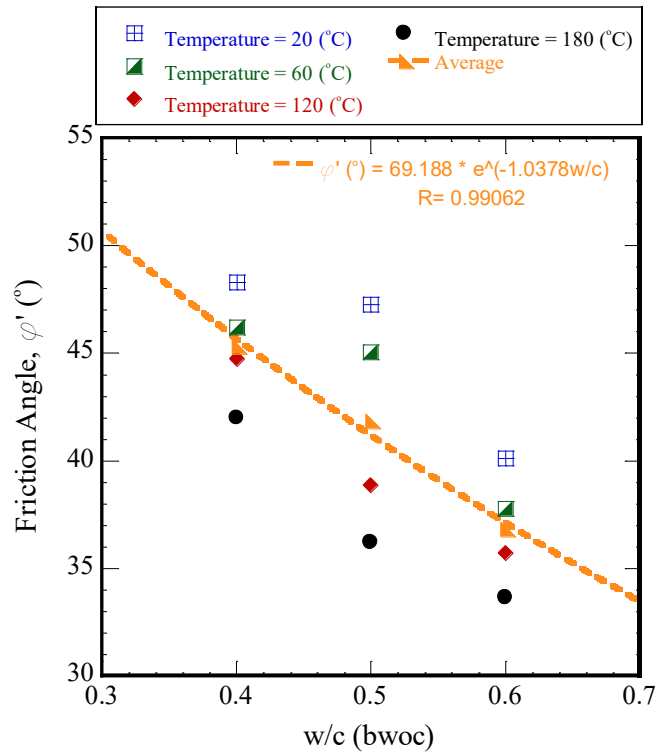 Temperature = 20 (°C)
Temperature = 60 (°C)
Temperature = 120 (°C)
Temperature = 180 (°C)
Average
φ' (°) = 69.188 * e^(-1.0378w/c)
R= 0.99062
Friction Angle, φ' (°)
55
50
45
40
35
30
0.3 0.4 0.5 0.6 0.7
w/c (bwoc)